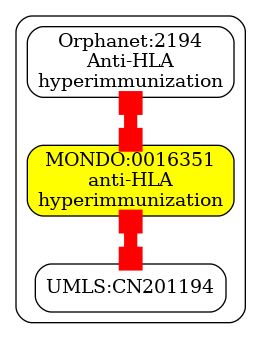 Orphanet:2194
Anti-HLA
hyperimmunization
MONDO:0016351
anti-HLA
hyperimmunization
UMLS:CN201194